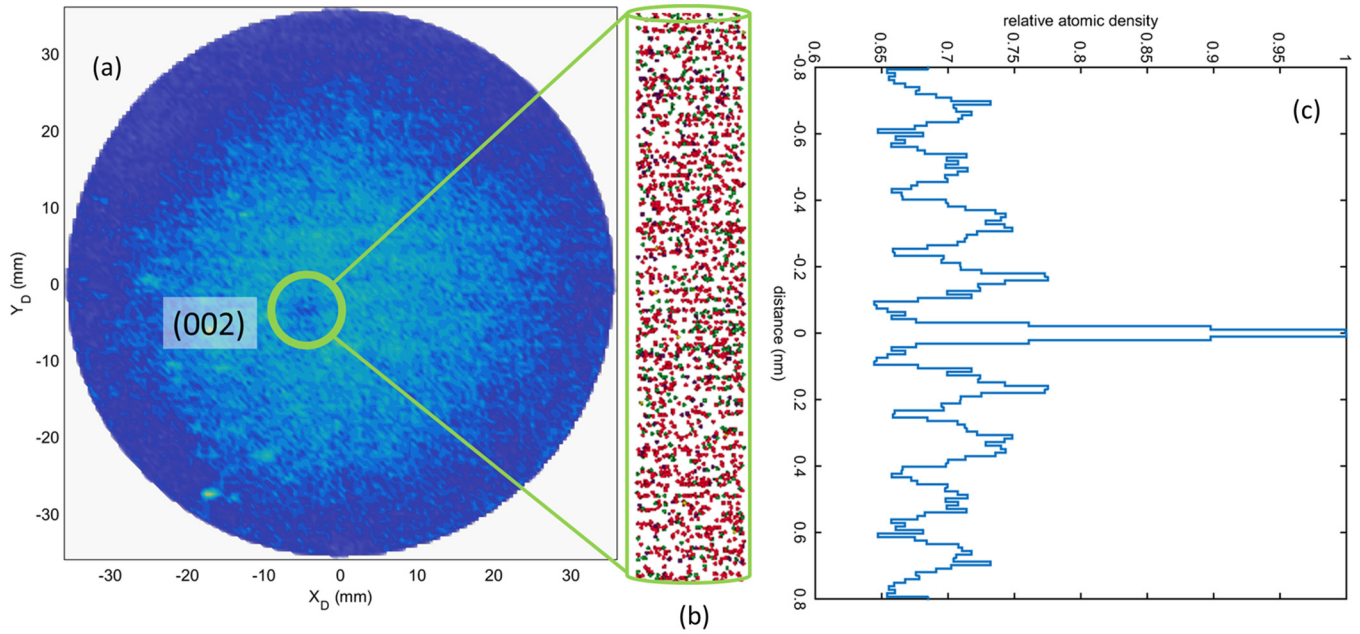 (a)
30
20
10
0
-10
-20
-30
Y_D (mm)
(002)
-30 -20 -10 0 10 20 30
X_D (mm)
(b)
relative atomic density
0.6 0.65 0.7 0.75 0.8 0.85 0.9 0.95 1
-0.8
-0.6
-0.4
-0.2
0
0.2
0.4
0.6
0.8
distance (nm)
(c)